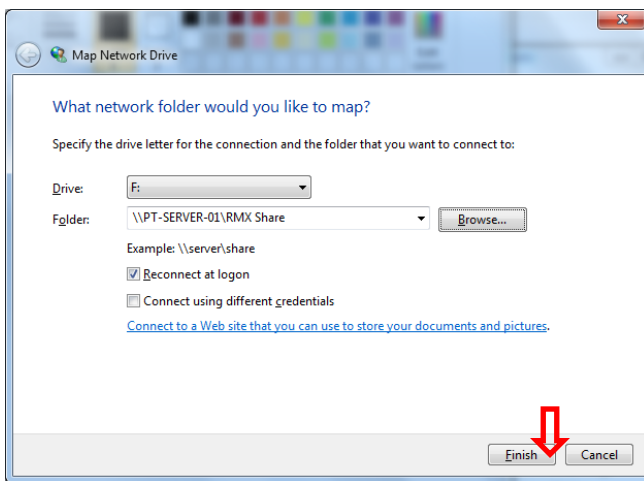 Map Network Drive
What network folder would you like to map?
Specify the drive letter for the connection and the folder that you want to connect to:
Drive: F:
Folder: \\PT-SERVER-01\RMX Share Browse...
Example: \\server\share
Reconnect at logon
Connect using different credentials
Connect to a Web site that you can use to store your documents and pictures.
Finish Cancel